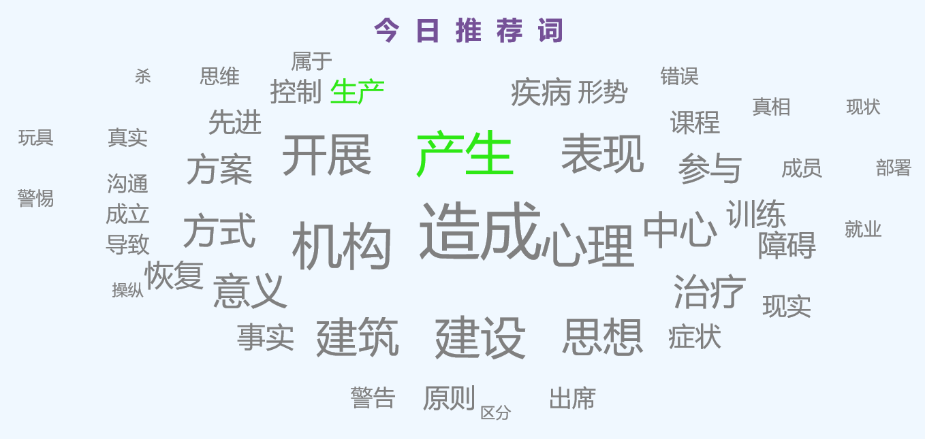 今日推荐词
属于
杀 思维 控制 生产 疾病 形势 错误
真相 现状
玩具 真实 先进 课程
开展 产生 表现
方案 参与 成员 部署
警惕 沟通
成立 方式 机构 造成 心理 中心 训练 就业
导致 障碍
操纵 恢复 意义 治疗 现实
事实 建筑 建设 思想 症状
警告 原则 区分 出席